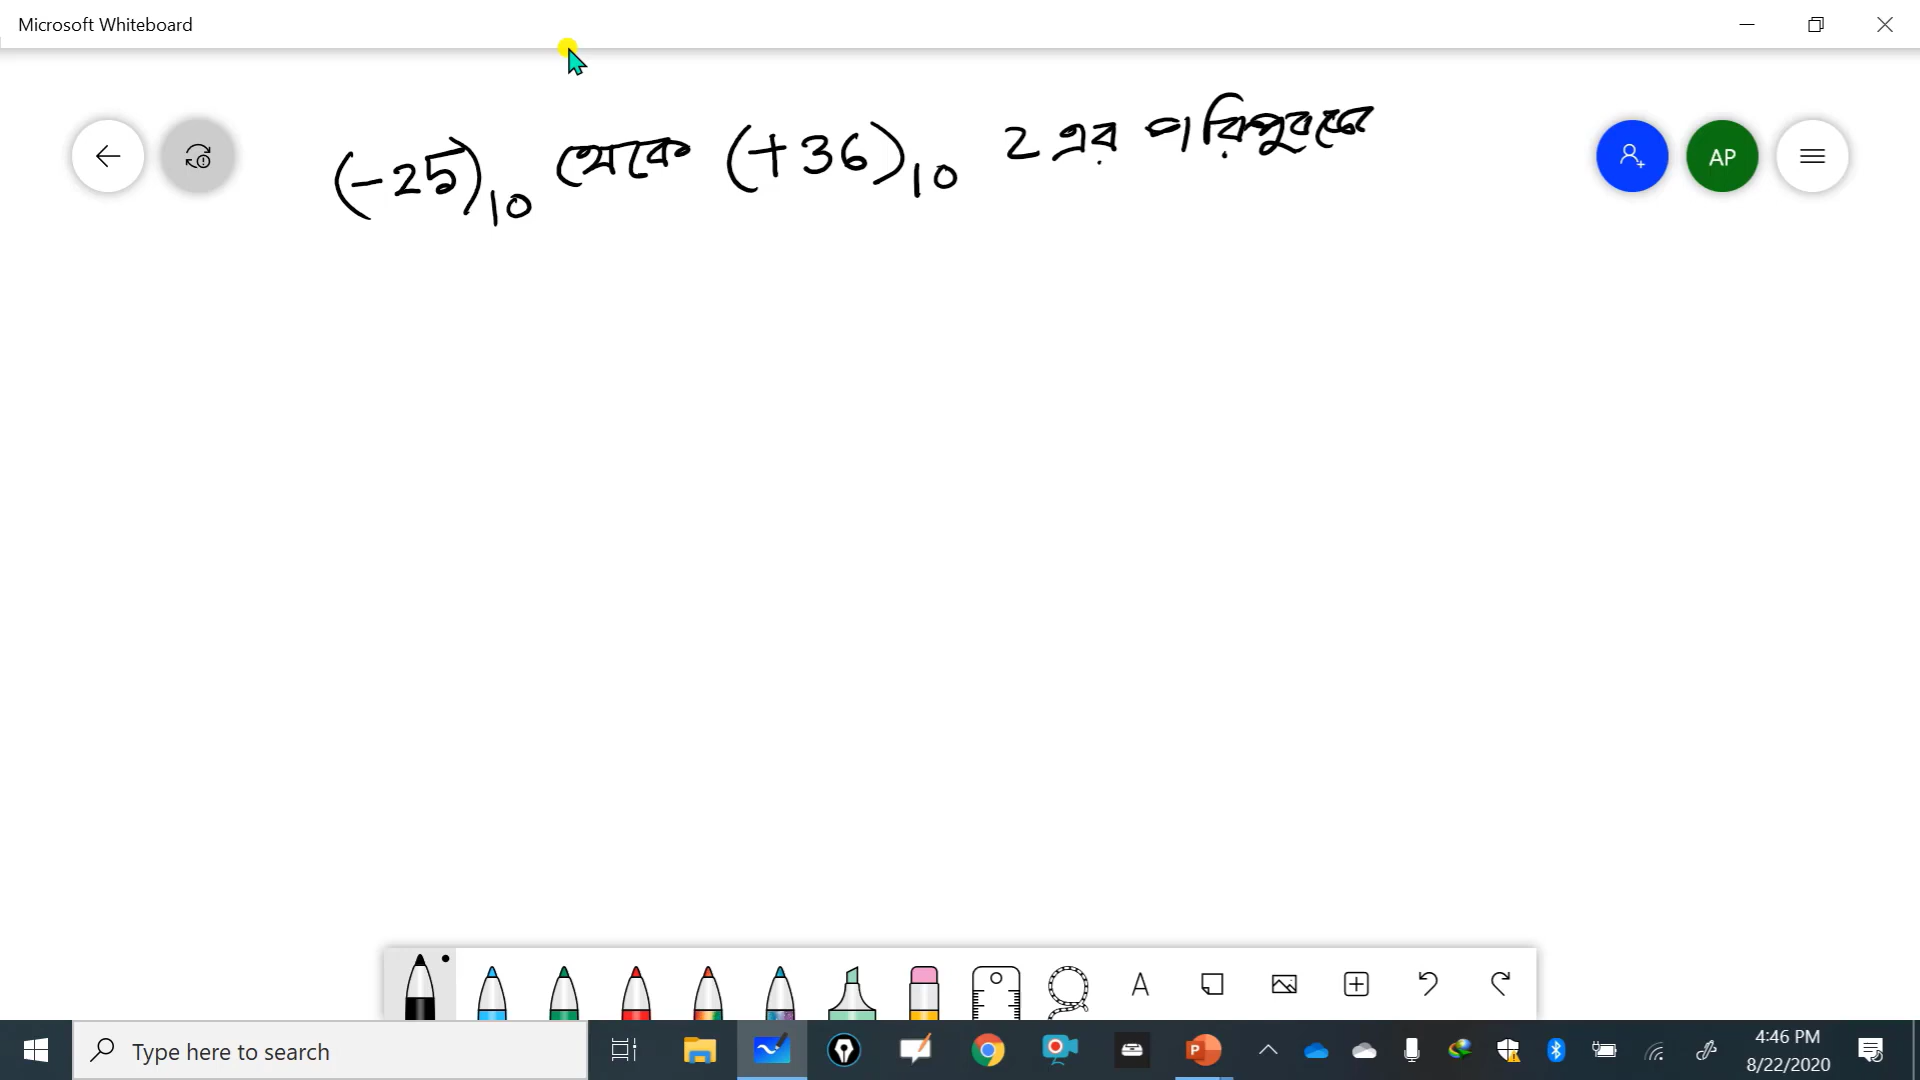 Microsoft Whiteboard
(-25)10 থেকে (+36)10 2 এর পরিপুরকে
AP
A
Type here to search
4:46 PM
8/22/2020